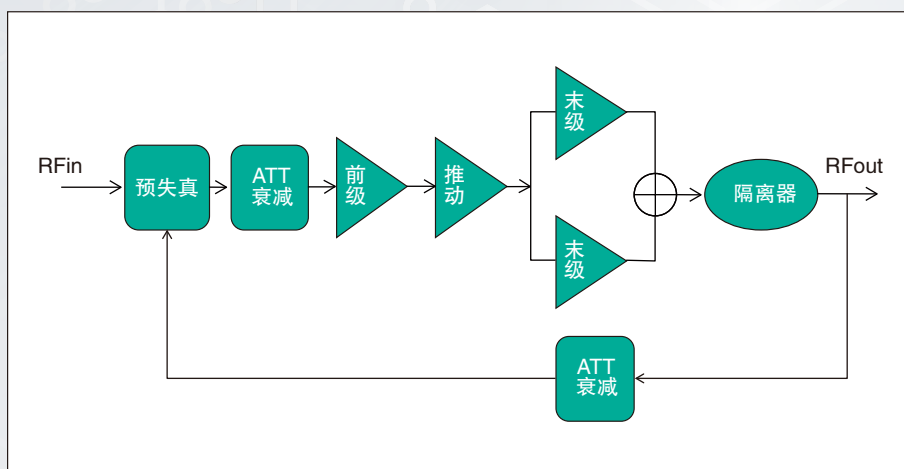 RFin
预失真
ATT
衰减
前
级
推
动
末
级
末
级
隔离器
RFout
ATT
衰减